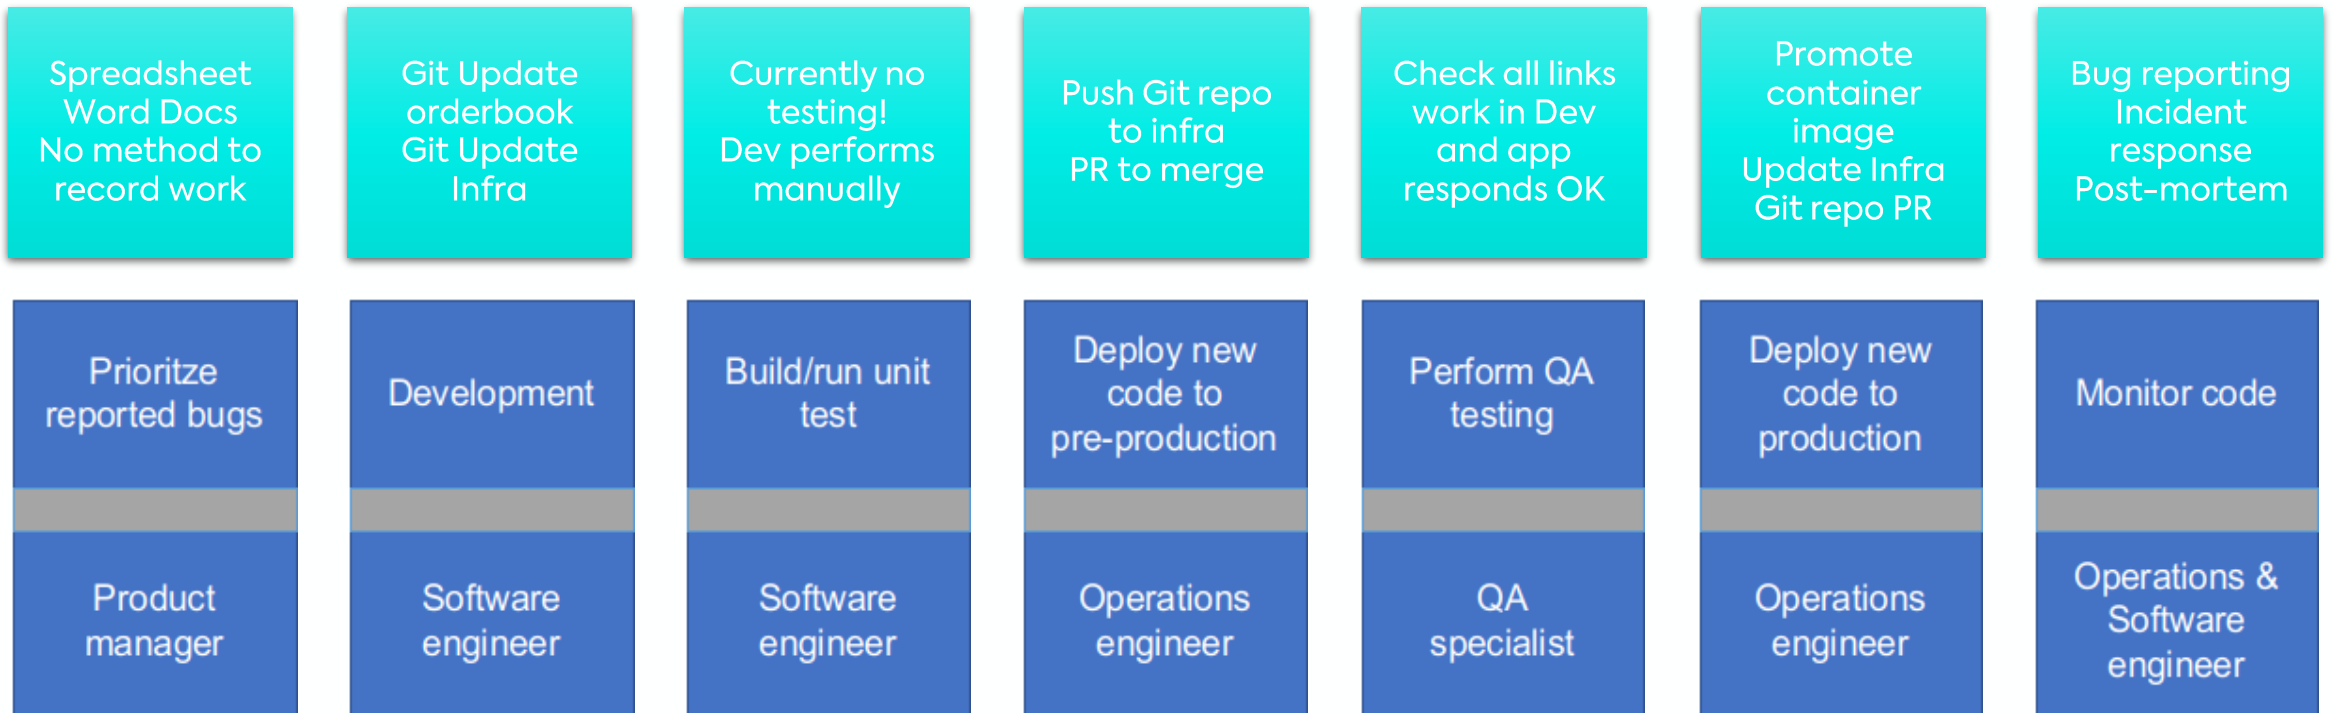 Spreadsheet
Word Docs
No method to
record work
Git Update
orderbook
Git Update
Infra
Currently no
testing!
Dev performs
manually
Push Git repo
to infra
PR to merge
Check all links
work in Dev
and app
responds OK
Promote
container
image
Update Infra
Git repo PR
Bug reporting
Incident
response
Post-mortem
Prioritze
reported bugs
Development
Build/run unit
test
Deploy new
code to
pre-production
Perform QA
testing
Deploy new
code to
production
Monitor code
Product
manager
Software
engineer
Software
engineer
Operations
engineer
QA
specialist
Operations
engineer
Operations &
Software
engineer